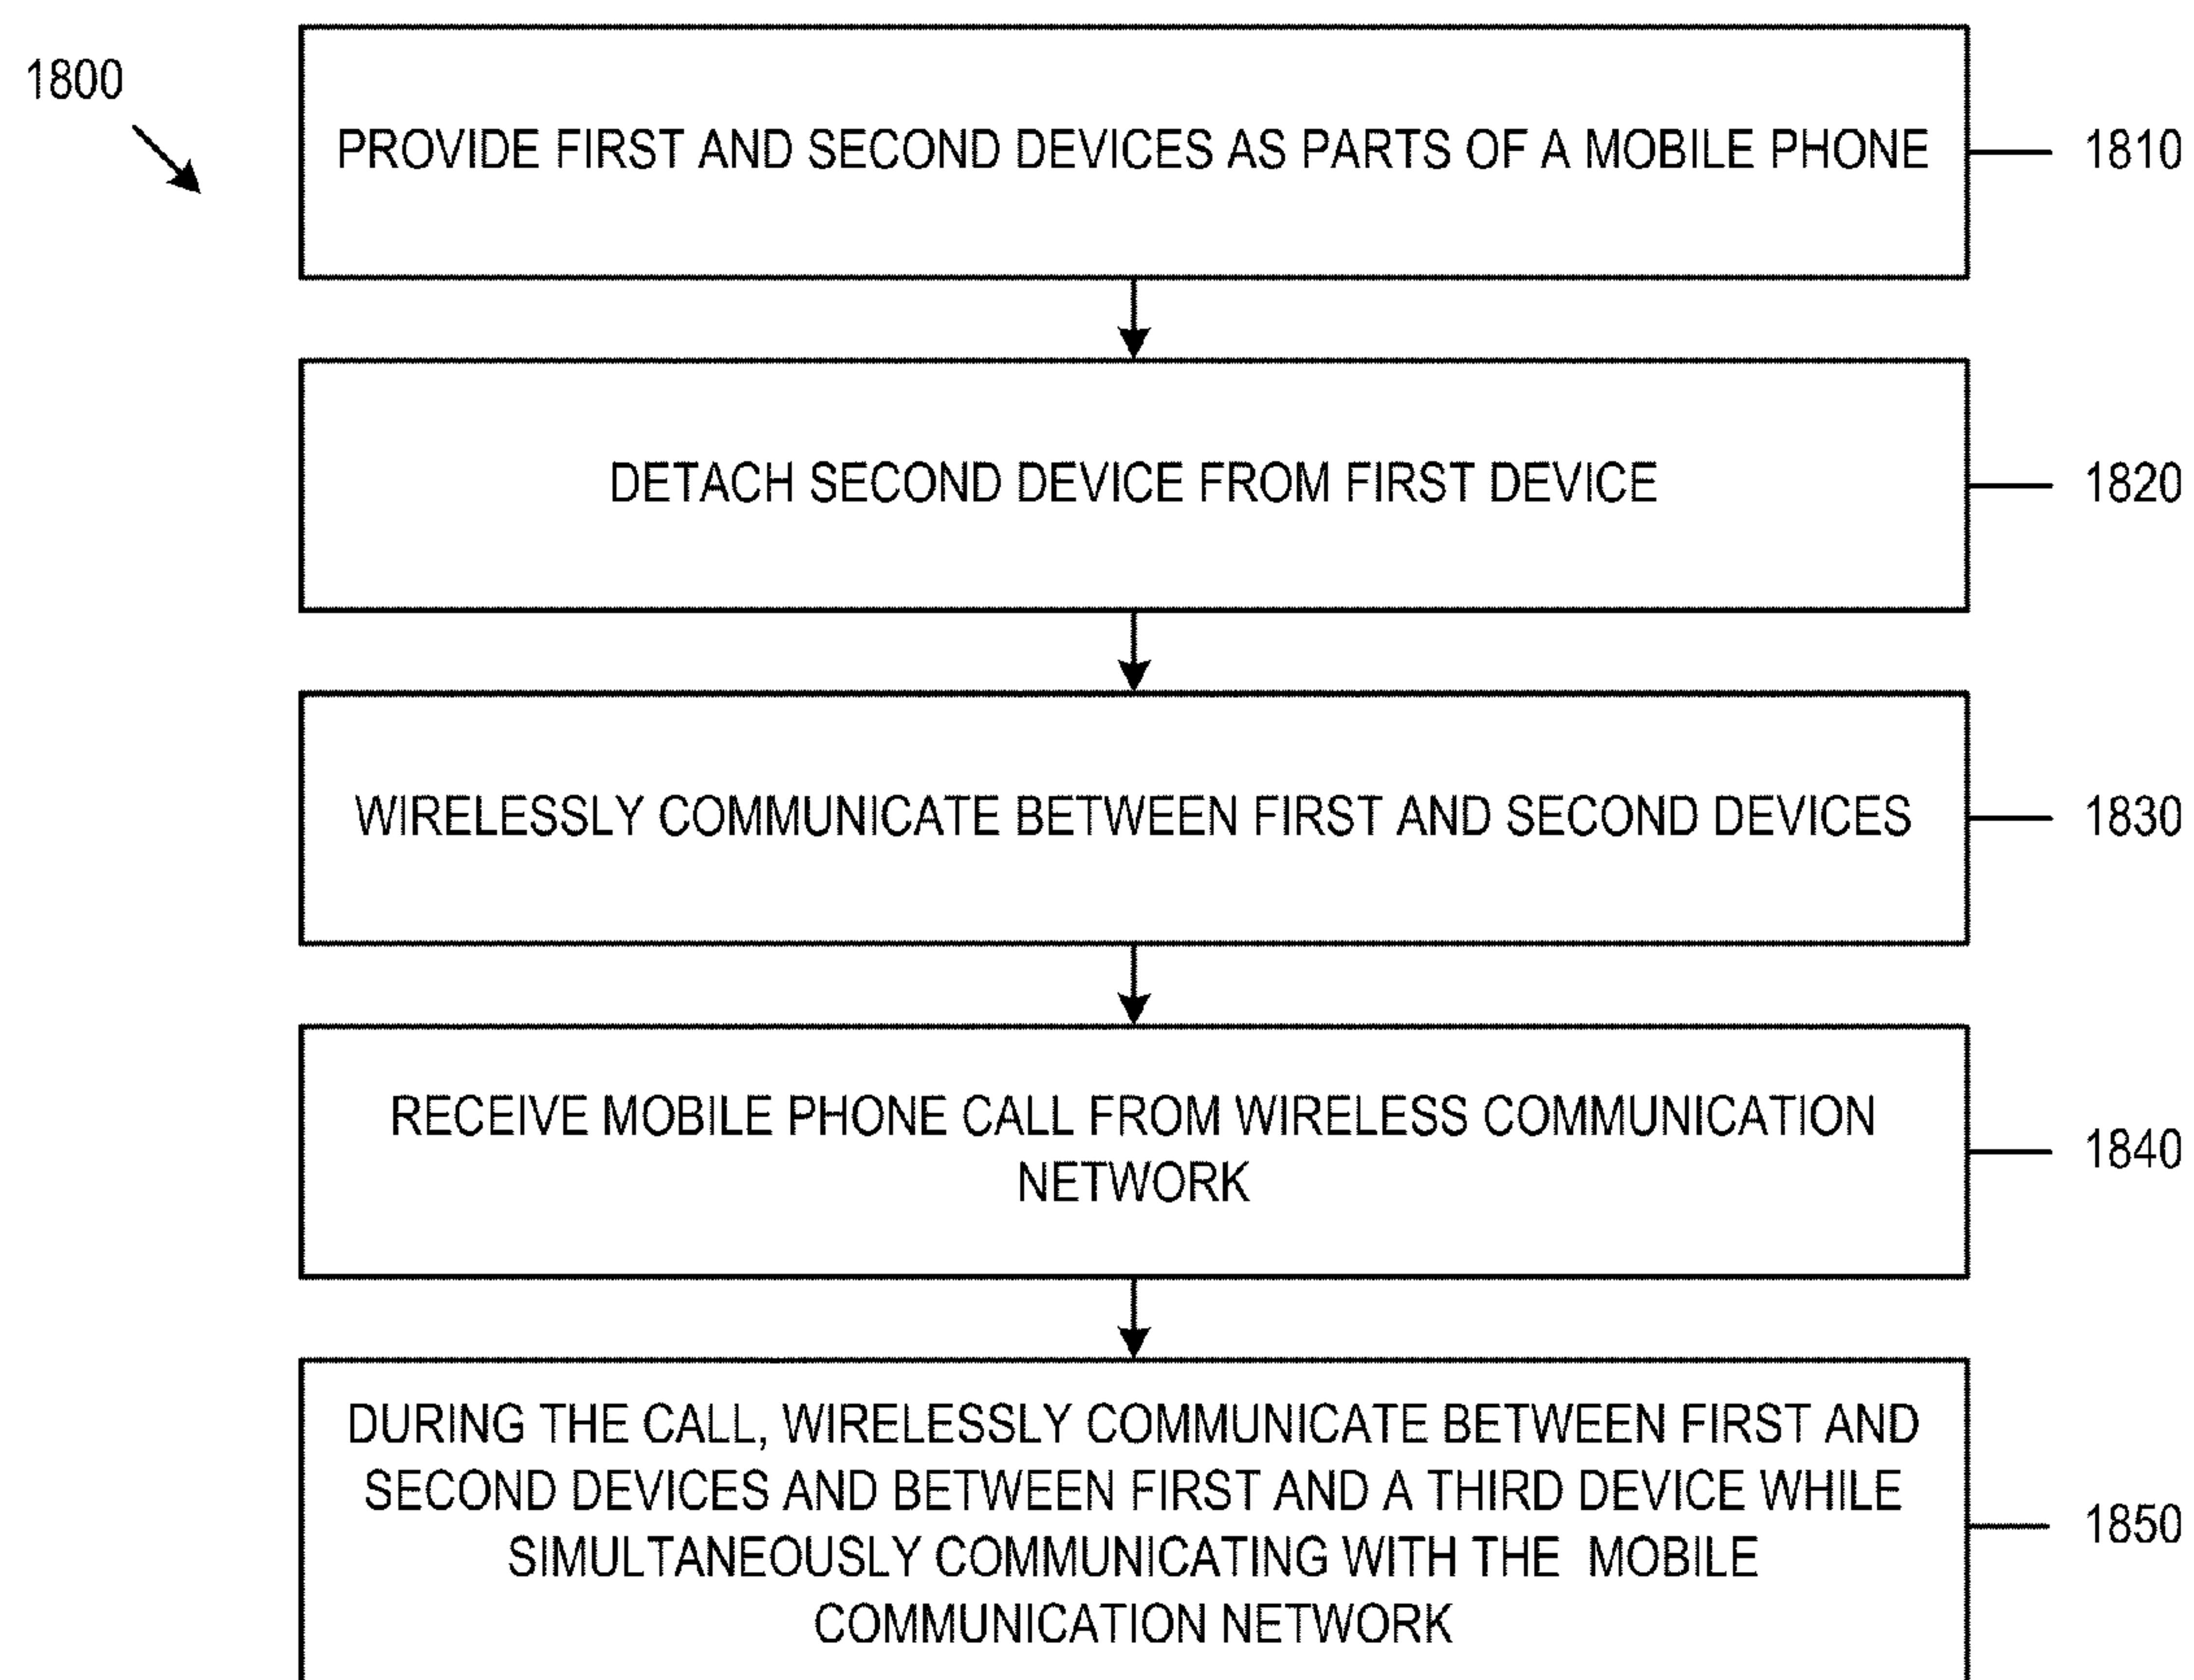 1800
PROVIDE FIRST AND SECOND DEVICES AS PARTS OF A MOBILE PHONE
1810
DETACH SECOND DEVICE FROM FIRST DEVICE
1820
WIRELESSLY COMMUNICATE BETWEEN FIRST AND SECOND DEVICES
1830
RECEIVE MOBILE PHONE CALL FROM WIRELESS COMMUNICATION
NETWORK
1840
DURING THE CALL, WIRELESSLY COMMUNICATE BETWEEN FIRST AND
SECOND DEVICES AND BETWEEN FIRST AND A THIRD DEVICE WHILE
SIMULTANEOUSLY COMMUNICATING WITH THE MOBILE
COMMUNICATION NETWORK
1850